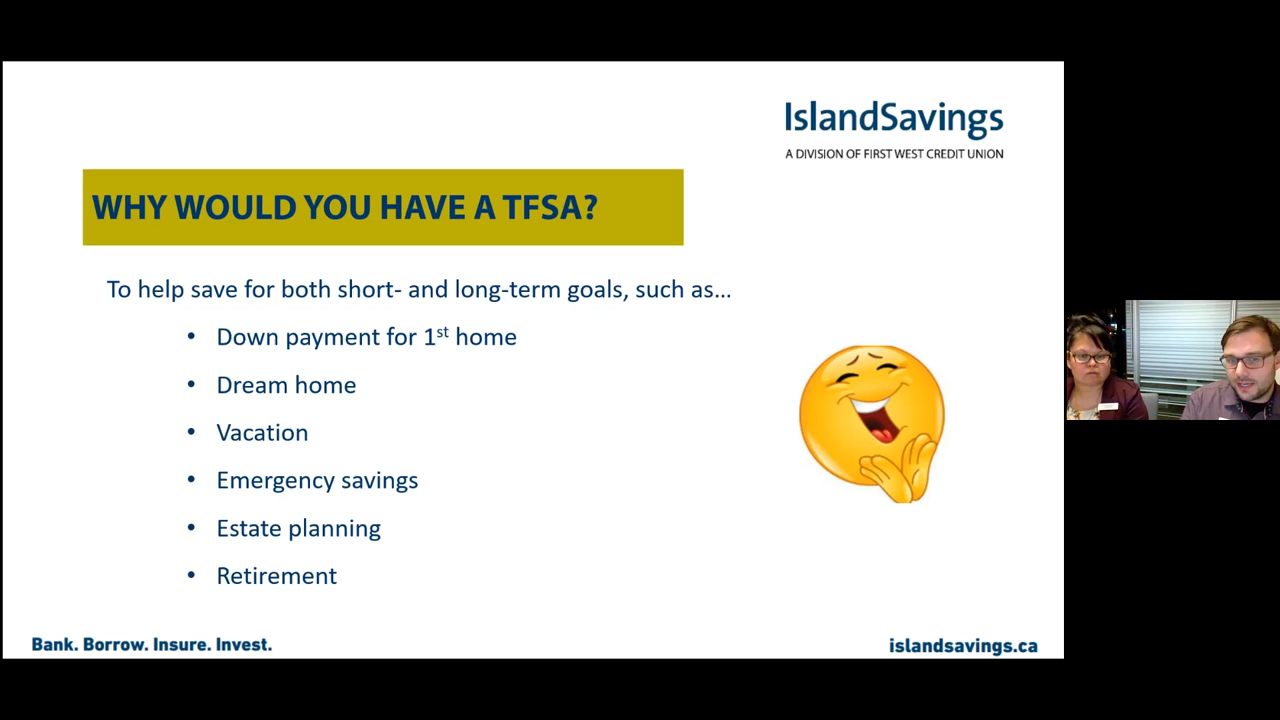 IslandSavings
A DIVISION OF FIRST WEST CREDIT UNION
WHY WOULD YOU HAVE A TFSA?
To help save for both short- and long-term goals, such as...
• Down payment for 1st home
• Dream home
• Vacation
• Emergency savings
• Estate planning
• Retirement
Bank. Borrow. Insure. Invest.
islandsavings.ca